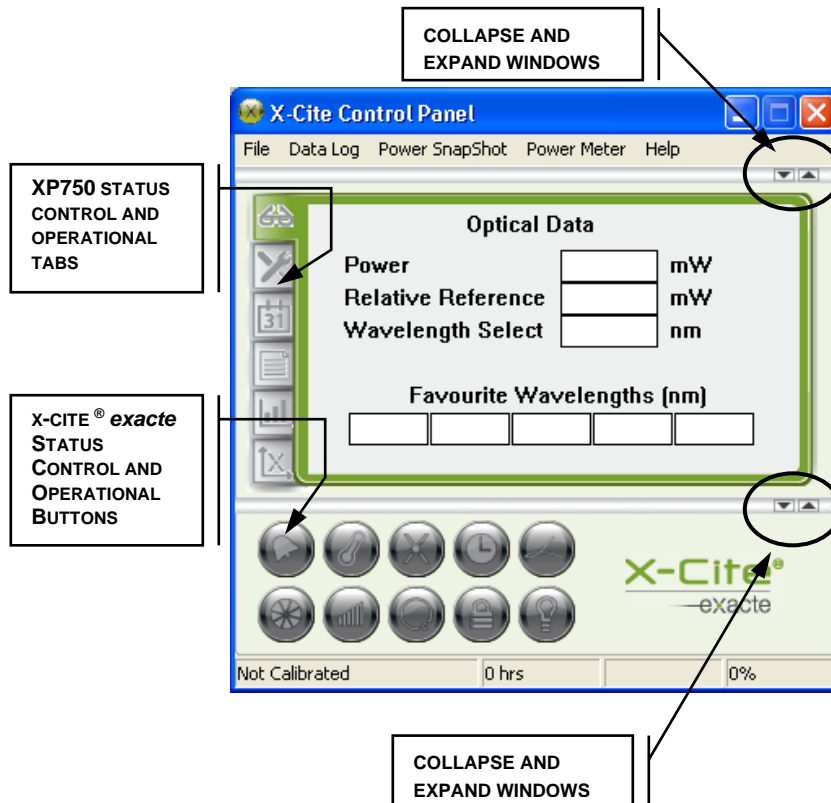 COLLAPSE AND
EXPAND WINDOWS
X-Cite Control Panel
File Data Log Power SnapShot Power Meter Help
XP750 STATUS
CONTROL AND
OPERATIONAL
TABS
Optical Data
Power mW
Relative Reference mW
Wavelength Select nm
31
Favourite Wavelengths (nm)
X-CITE ® exacte
STATUS
CONTROL AND
OPERATIONAL
BUTTONS
X
X-Cite®
exacte
Not Calibrated 0 hrs 0%
COLLAPSE AND
EXPAND WINDOWS